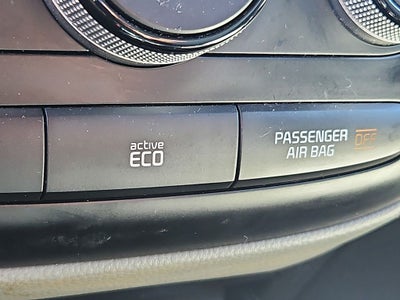 active
ECO
PASSENGER OFF
AIR BAG